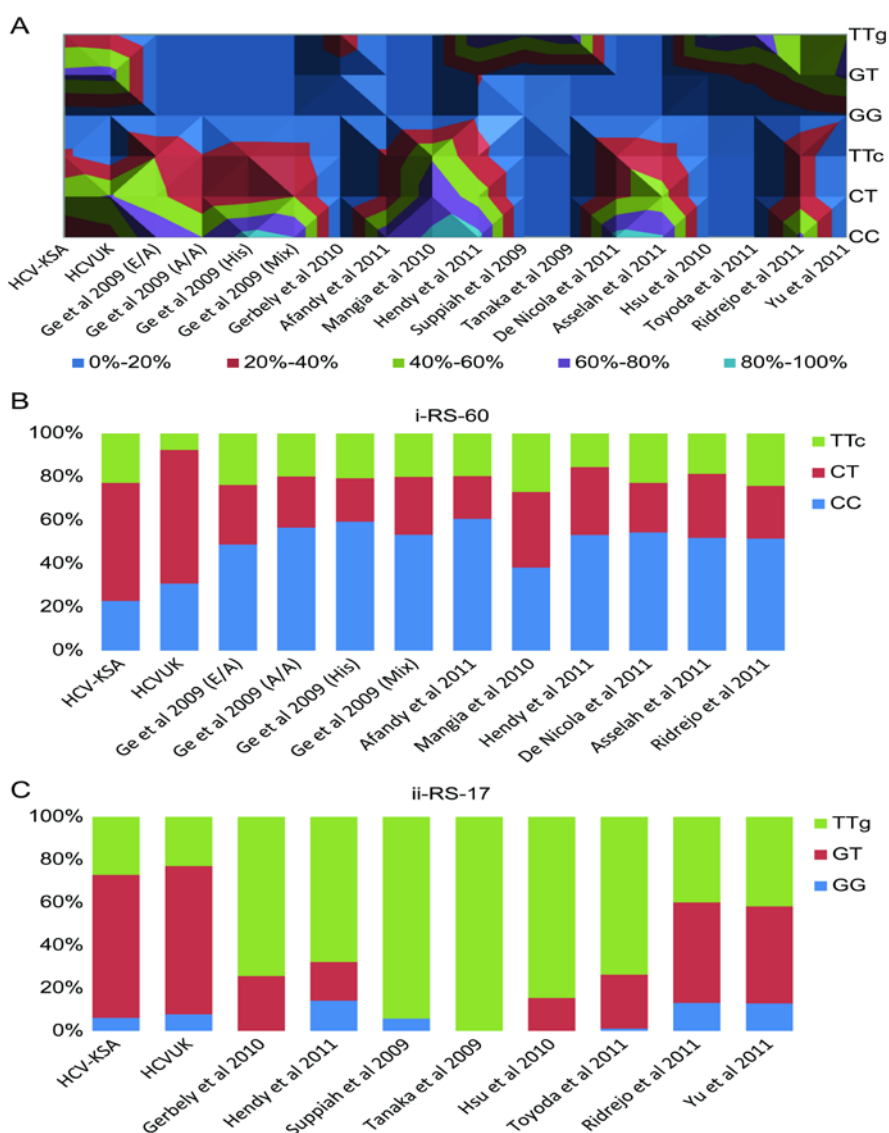 A
TTg
GT
GG
TTc
CT
CC
HCV-KSA
HCVUK
Ge et al 2009 (E/A)
Ge et al 2009 (A/A)
Ge et al 2009 (His)
Ge et al 2009 (Mix)
Gerbely et al 2010
Afandy et al 2011
Mangia et al 2010
Hendy et al 2011
Suppiah et al 2009
Tanaka et al 2009
De Nicola et al 2011
Asselah et al 2011
Hsu et al 2010
Toyoda et al 2011
Ridrejo et al 2011
Yu et al 2011
0%-20% 20%-40% 40%-60% 60%-80% 80%-100%
B
i-RS-60
100%
80%
60%
40%
20%
0%
TTc
CT
CC
HCV-KSA
HCVUK
Ge et al 2009 (E/A)
Ge et al 2009 (A/A)
Ge et al 2009 (His)
Ge et al 2009 (Mix)
Afandy et al 2011
Mangia et al 2010
Hendy et al 2011
De Nicola et al 2011
Asselah et al 2011
Ridrejo et al 2011
C
ii-RS-17
100%
80%
60%
40%
20%
0%
TTg
GT
GG
HCV-KSA
HCVUK
Gerbely et al 2010
Hendy et al 2011
Suppiah et al 2009
Tanaka et al 2009
Hsu et al 2010
Toyoda et al 2011
Ridrejo et al 2011
Yu et al 2011